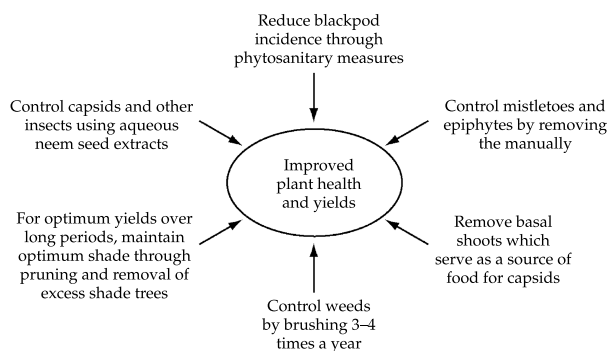 Reduce blackpod
incidence through
phytosanitary measures
Control capsids and other
insects using aqueous
neem seed extracts
Control mistletoes and
epiphytes by removing
the manually
Improved
plant health
and yields
For optimum yields over
long periods, maintain
optimum shade through
pruning and removal of
excess shade trees
Remove basal
shoots which
serve as a source of
food for capsids
Control weeds
by brushing 3–4
times a year